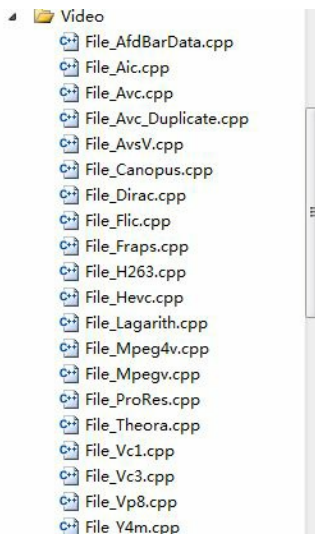 Video
File_AfdBarData.cpp
File_Aic.cpp
File_Avc.cpp
File_Avc_Duplicate.cpp
File_AvsV.cpp
File_Canopus.cpp
File_Dirac.cpp
File_Flic.cpp
File_Fraps.cpp
File_H263.cpp
File_Hevc.cpp
File_Lagarith.cpp
File_Mpeg4v.cpp
File_Mpegv.cpp
File_ProRes.cpp
File_Theora.cpp
File_Vc1.cpp
File_Vc3.cpp
File_Vp8.cpp
File_Y4m.cpp